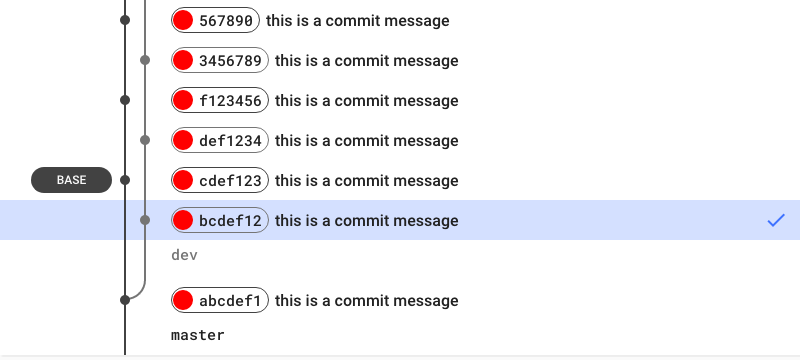 567890 this is a commit message
3456789 this is a commit message
f123456 this is a commit message
def1234 this is a commit message
BASE cdef123 this is a commit message
bcdef12 this is a commit message
dev
abcdef1 this is a commit message
master